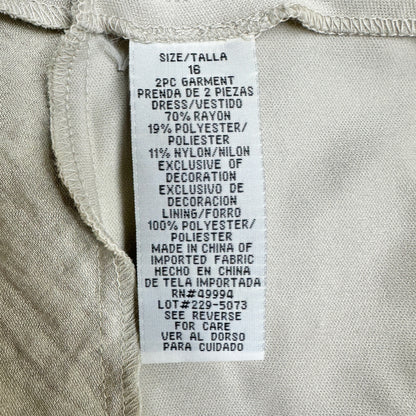 SIZE/TALLA
16
2PC GARMENT
PRENDA DE 2 PIEZAS
DRESS/VESTIDO
70% RAYON
19% POLYESTER/
POLIESTER
11% NYLON/NILON
EXCLUSIVE OF
DECORATION
EXCLUSIVO DE
DECORACION
LINING/FORRO
100% POLYESTER/
POLIESTER
MADE IN CHINA OF
IMPORTED FABRIC
HECHO EN CHINA
DE TELA IMPORTADA
RN#49994
LOT#229-5073
SEE REVERSE
FOR CARE
VER AL DORSO
PARA CUIDADO